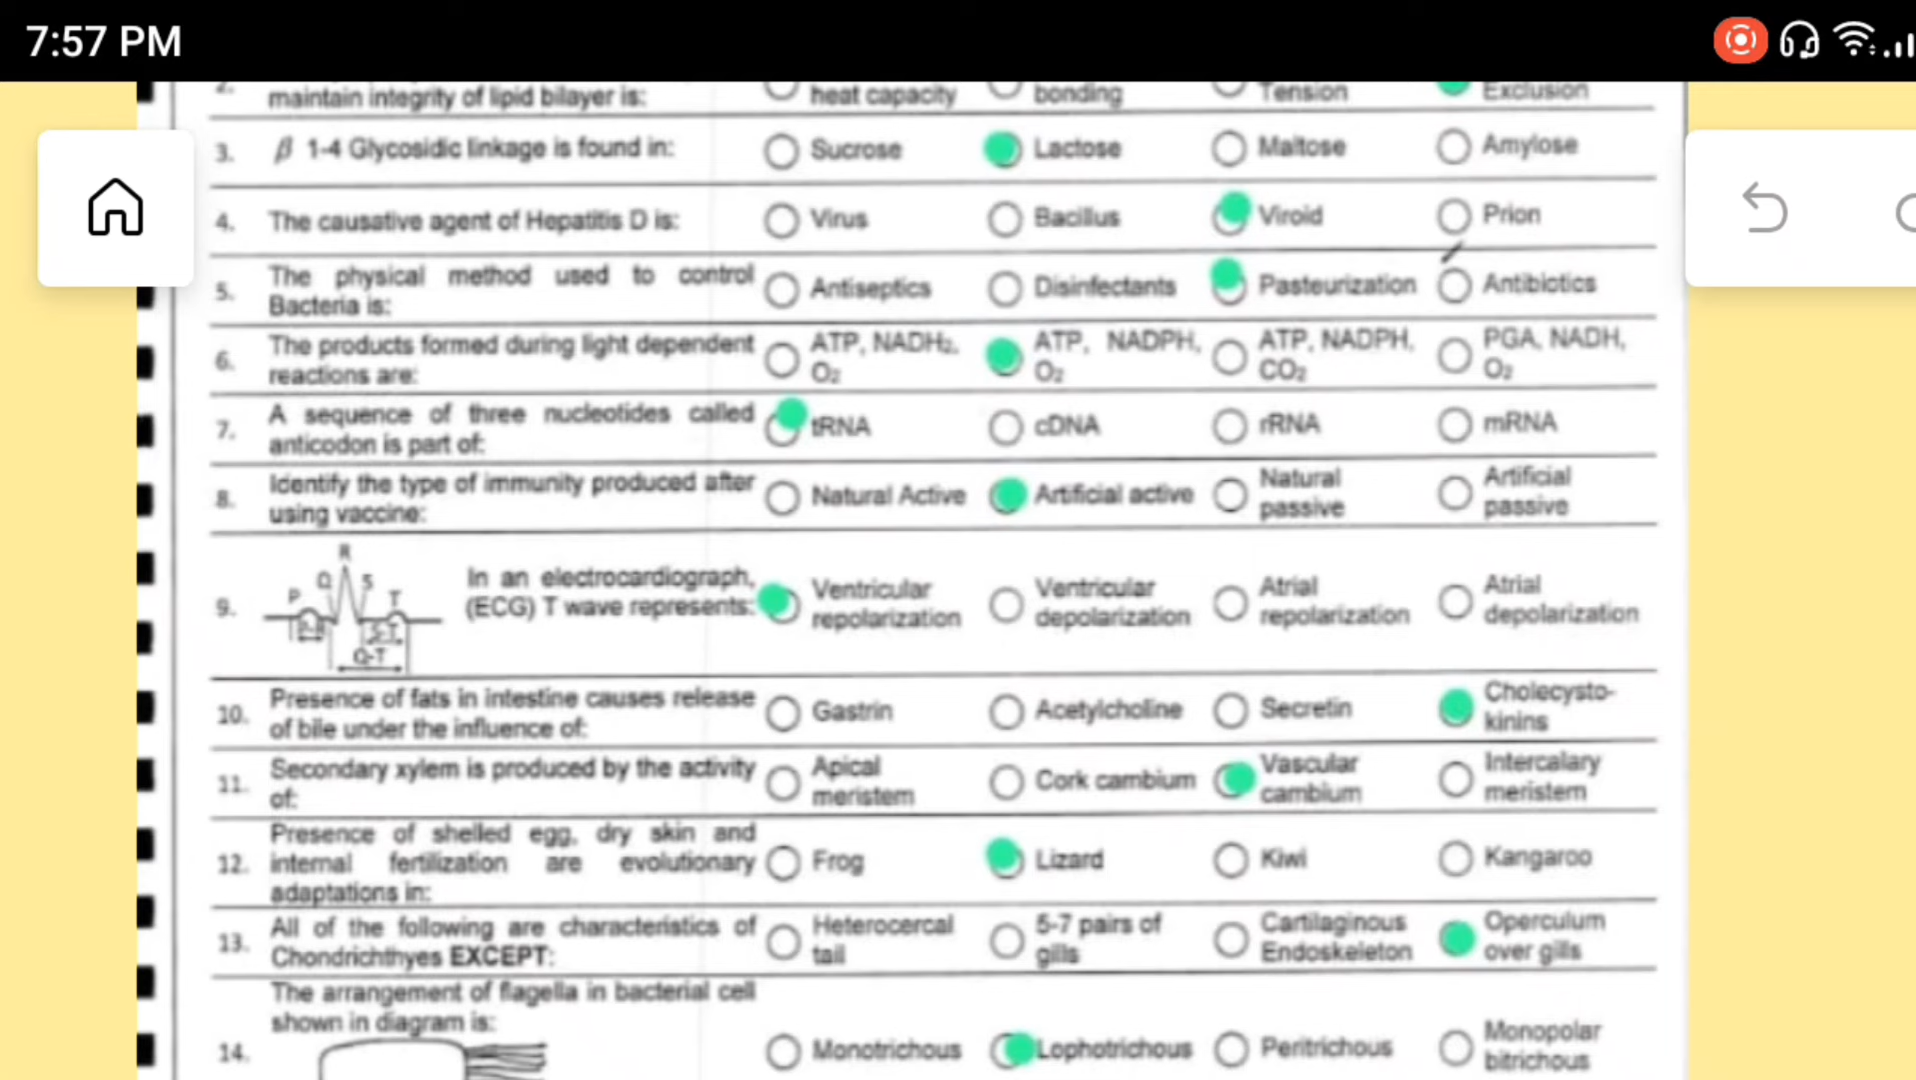 7:57 PM
2. maintain integrity of lipid bilayer is: heat capacity bonding Tension Exclusion
3. β 1-4 Glycosidic linkage is found in: Sucrose Lactose Maltose Amylose
4. The causative agent of Hepatitis D is: Virus Bacillus Viroid Prion
5. The physical method used to control
Bacteria is: Antiseptics Disinfectants Pasteurization Antibiotics
6. The products formed during light dependent
reactions are: ATP, NADH₂, O₂ ATP, NADPH, O₂ ATP, NADPH, CO₂ PGA, NADH, O₂
7. A sequence of three nucleotides called
anticodon is part of: tRNA cDNA rRNA mRNA
8. Identify the type of immunity produced after
using vaccine: Natural Active Artificial active Natural passive Artificial passive
R
Q S
P T
P-R S-T
Q-T
9. In an electrocardiograph,
(ECG) T wave represents: Ventricular repolarization Ventricular depolarization Atrial repolarization Atrial depolarization
10. Presence of fats in intestine causes release
of bile under the influence of: Gastrin Acetylcholine Secretin Cholecysto-kinins
11. Secondary xylem is produced by the activity
of: Apical meristem Cork cambium Vascular cambium Intercalary meristem
12. Presence of shelled egg, dry skin and
internal fertilization are evolutionary
adaptations in: Frog Lizard Kiwi Kangaroo
13. All of the following are characteristics of
Chondrichthyes EXCEPT: Heterocercal tail 5-7 pairs of gills Cartilaginous Endoskeleton Operculum over gills
14. The arrangement of flagella in bacterial cell
shown in diagram is: Monotrichous Lophotrichous Peritrichous Monopolar bitrichous